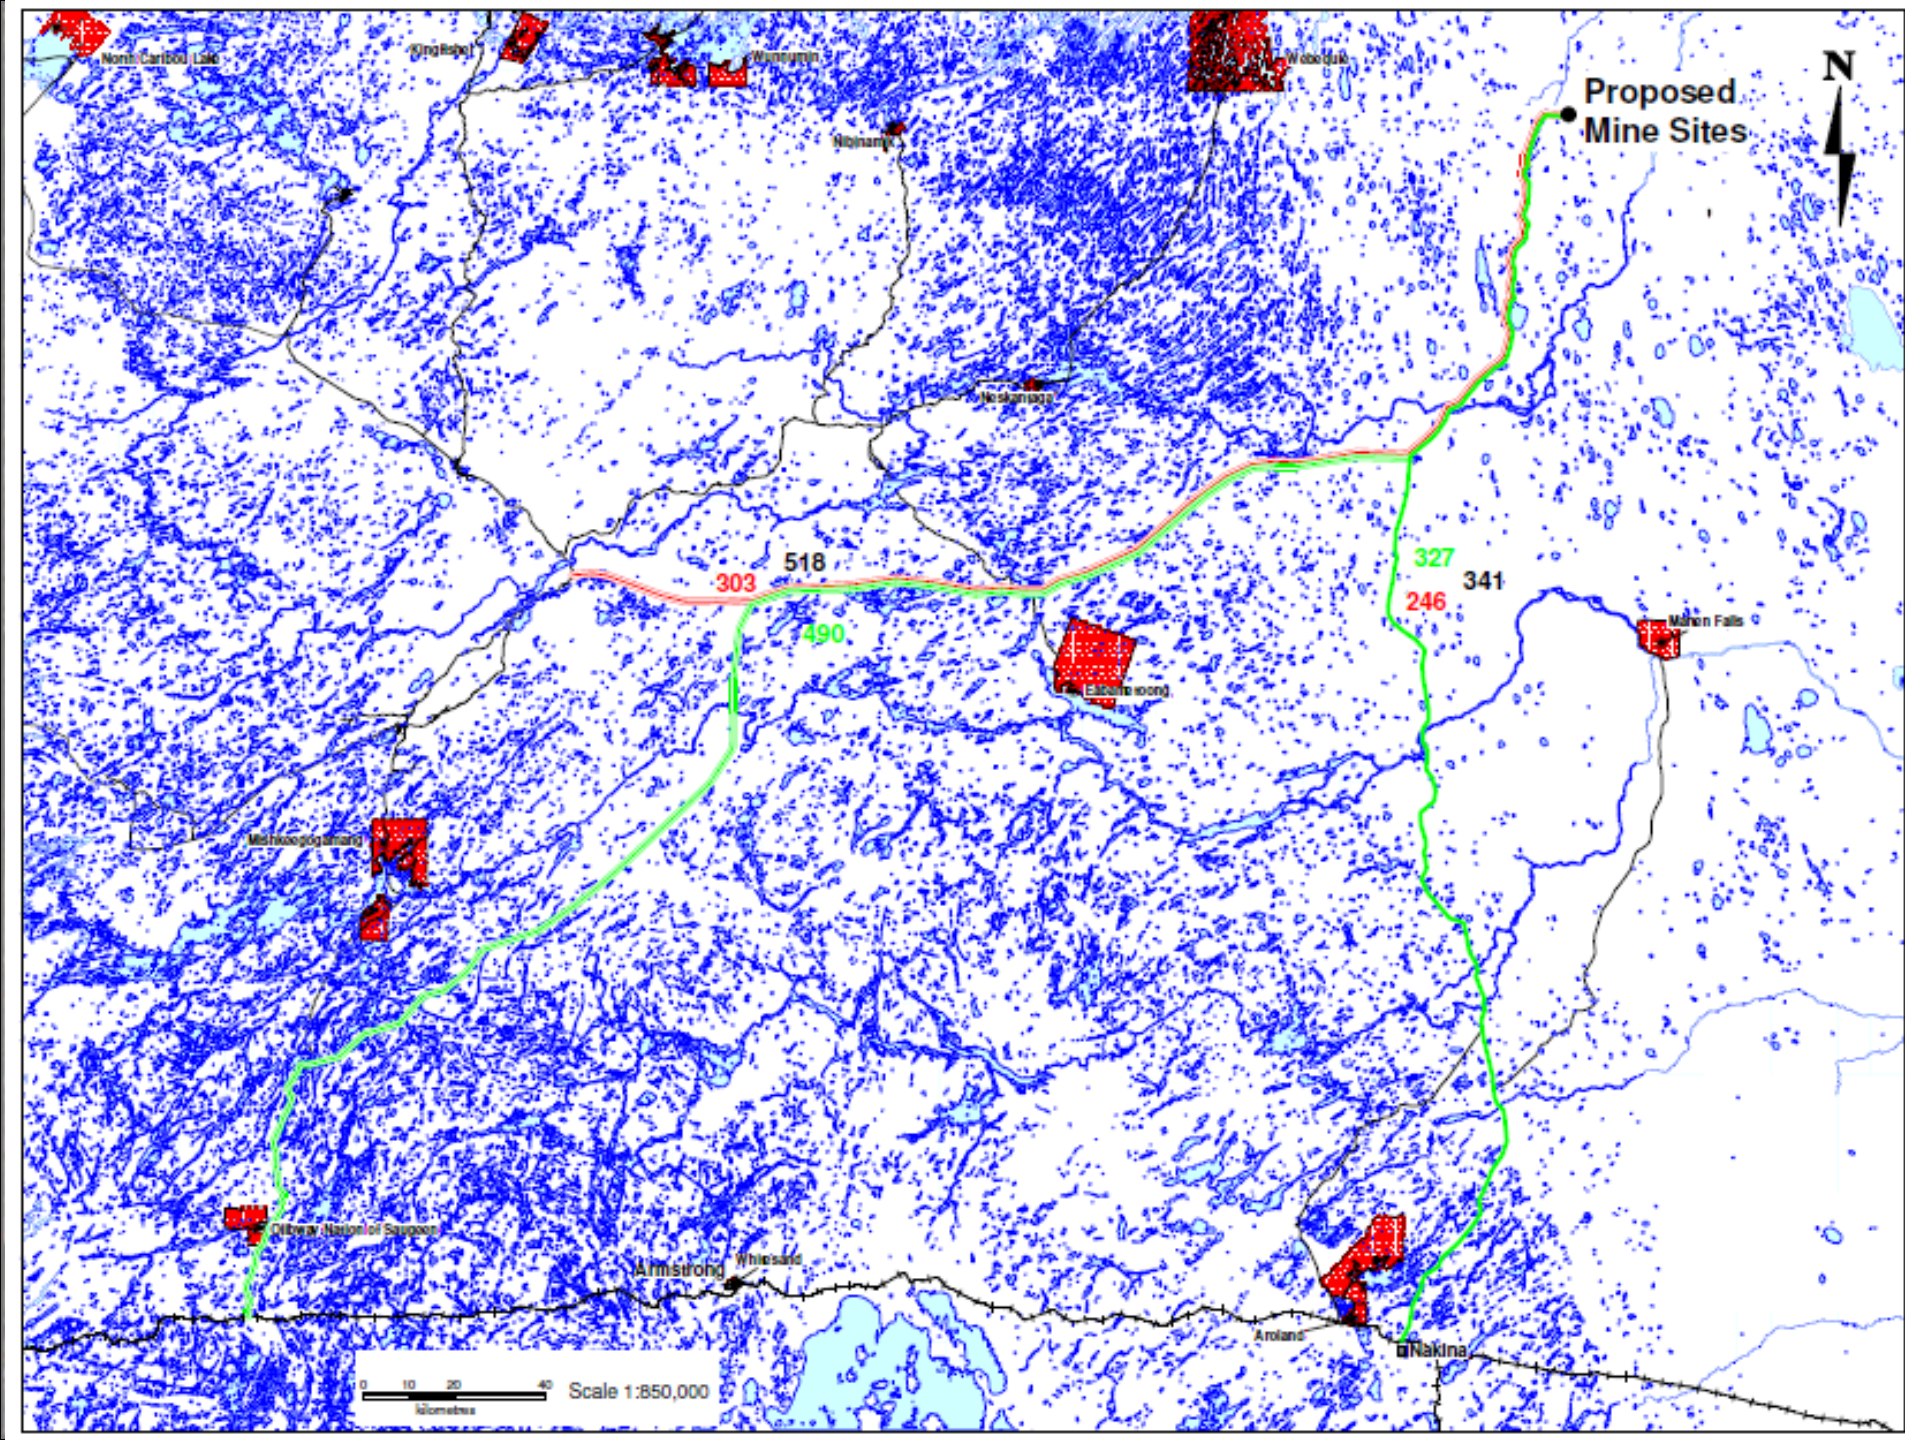 North Caribou Lake
Kingfisher
Wunnumin
Webequie
N
Proposed
Mine Sites
Nibinamik
Neskantaga
518
303
490
327
341
246
Marten Falls
Eabametoong
Mishkeegogamang
Ojibway Nation of Saugeen
Whitesand
Armstrong
Aroland
Nakina
0 10 20 40
kilometres
Scale 1:850,000